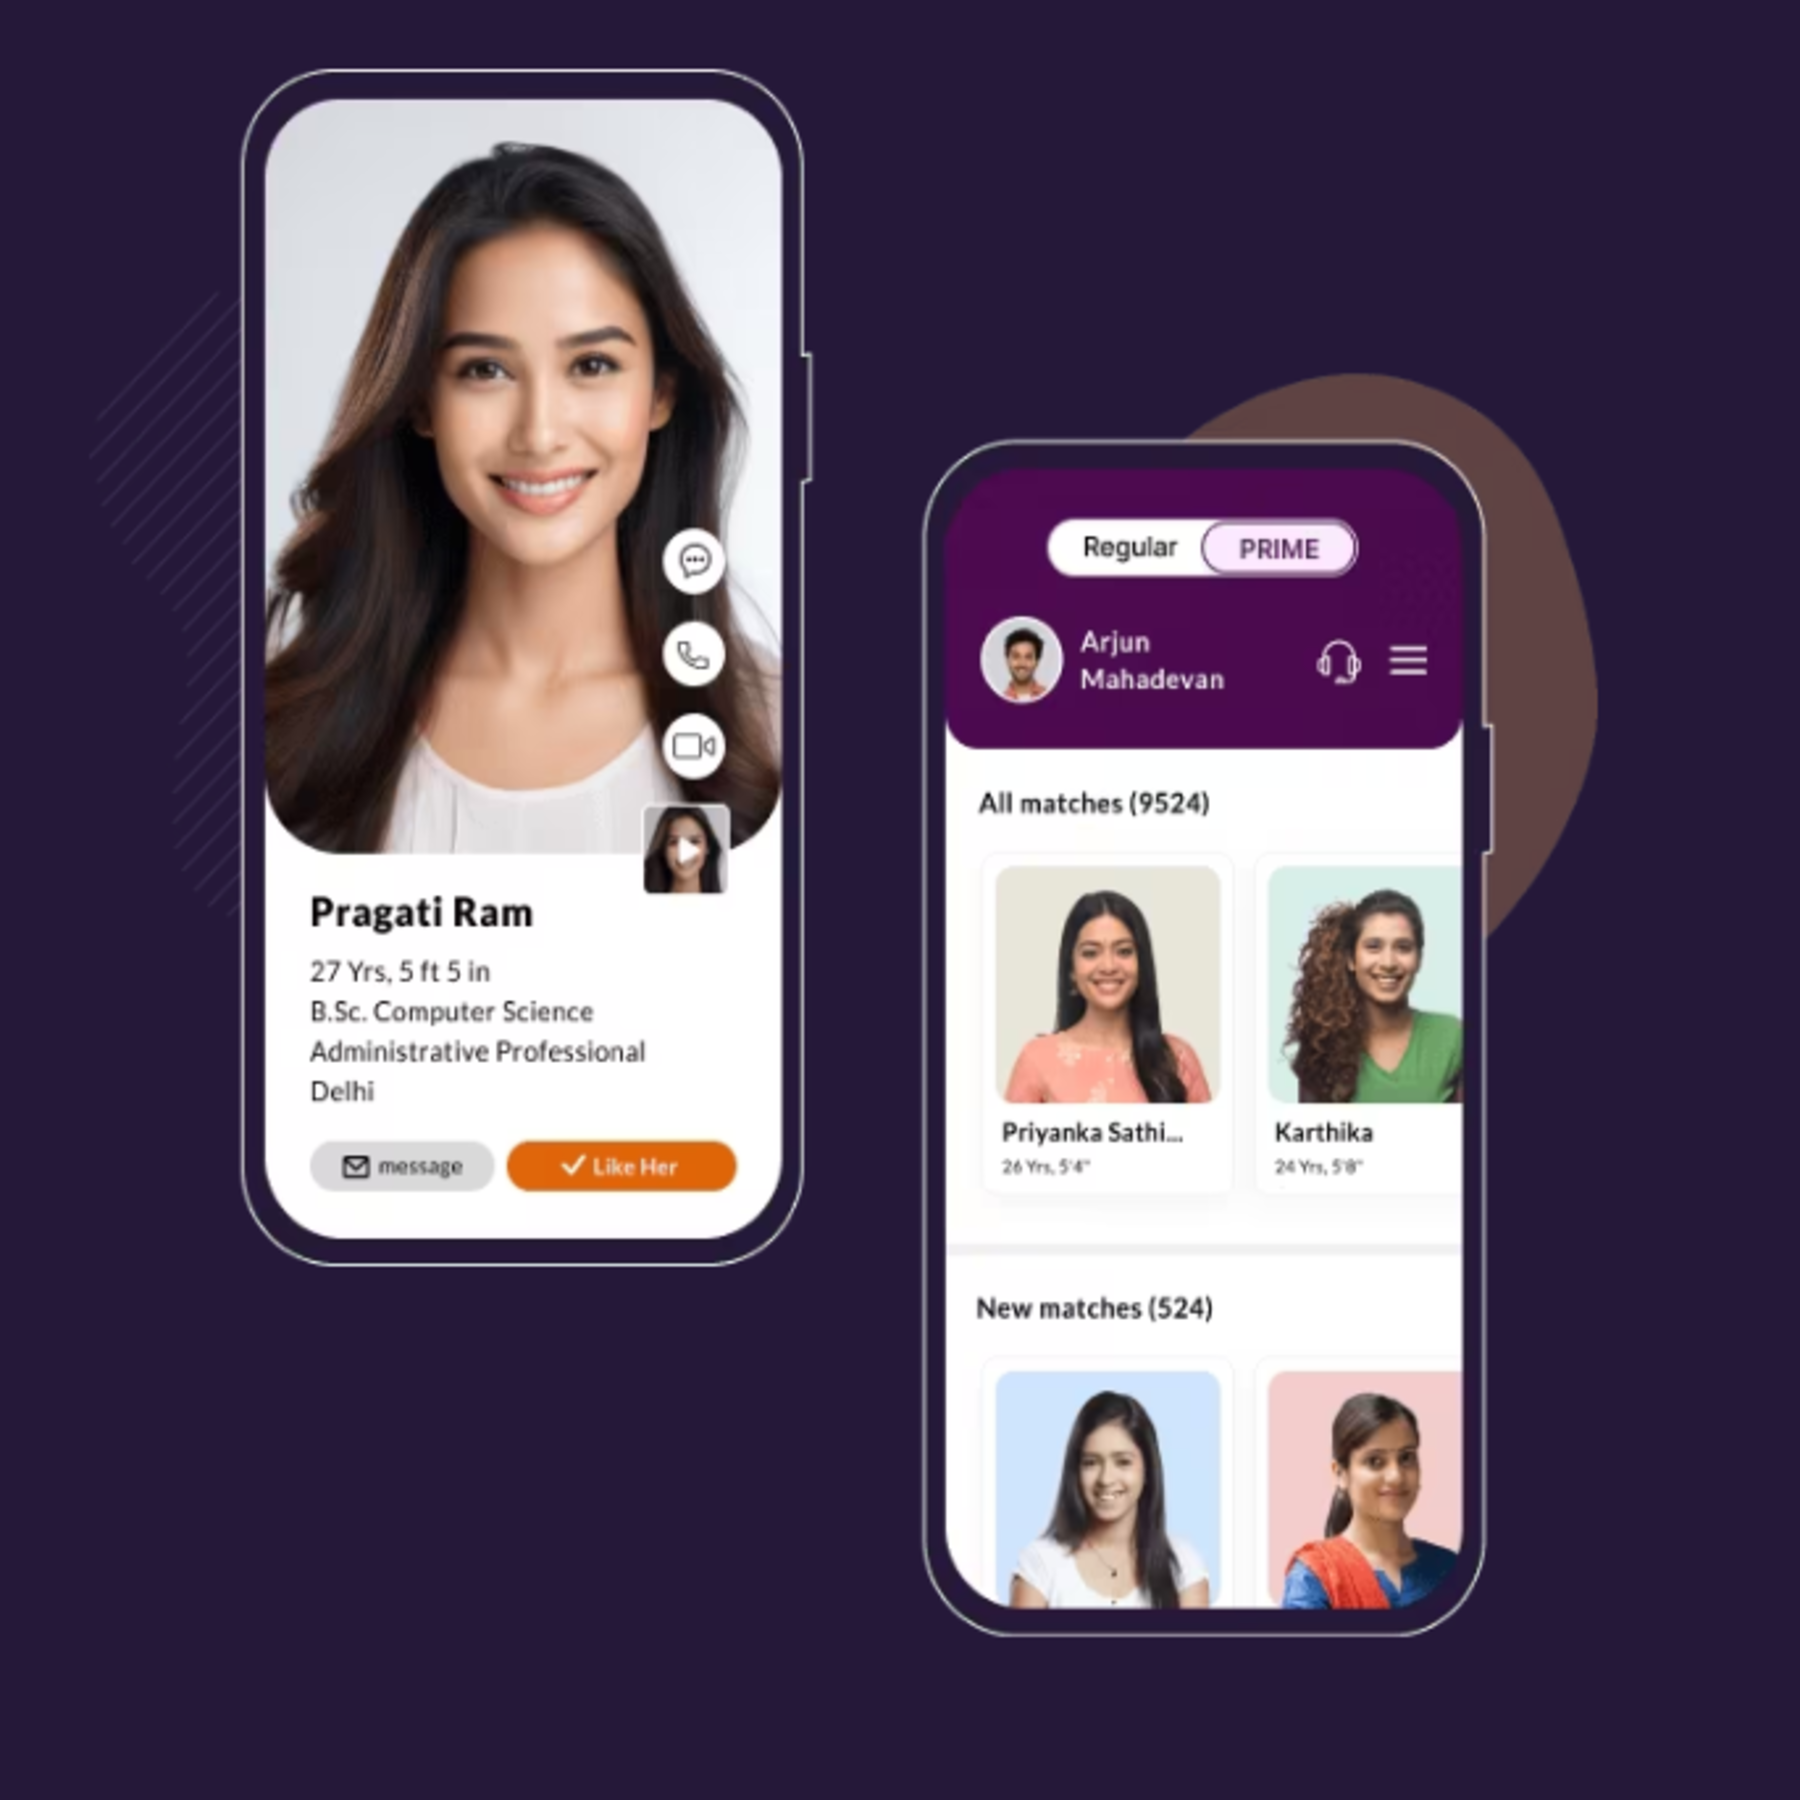 Pragati Ram
27 Yrs, 5 ft 5 in
B.Sc. Computer Science
Administrative Professional
Delhi
message
Like Her
Regular
PRIME
Arjun
Mahadevan
All matches (9524)
Priyanka Sathi...
26 Yrs, 5'4"
Karthika
24 Yrs, 5'8"
New matches (524)